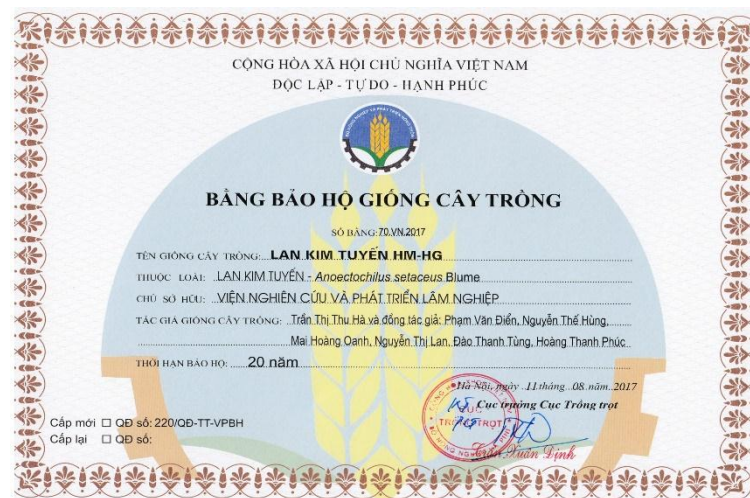 CỘNG HÒA XÃ HỘI CHỦ NGHĨA VIỆT NAM
ĐỘC LẬP - TỰ DO - HẠNH PHÚC
BẰNG BẢO HỘ GIỐNG CÂY TRỒNG
SỐ BẰNG: 70.VN.2017
TÊN GIỐNG CÂY TRỒNG: LAN KIM TUYẾN HM-HG
THUỘC LOÀI: LAN KIM TUYẾN - Anoectochilus setaceus Blume
CHỦ SỞ HỮU: VIỆN NGHIÊN CỨU VÀ PHÁT TRIỂN LÂM NGHIỆP
TÁC GIẢ GIỐNG CÂY TRỒNG: Trần Thị Thu Hà và đồng tác giả: Phạm Văn Điển, Nguyễn Thế Hùng,
Mai Hoàng Oanh, Nguyễn Thị Lan, Đào Thanh Tùng, Hoàng Thanh Phúc
THỜI HẠN BẢO HỘ: 20 năm
Hà Nội, ngày 11 tháng 08 năm 2017
Cục trưởng Cục Trồng trọt
CỤC
TRỒNG TRỌT
Trần Xuân Định
Cấp mới □ QĐ số: 220/QĐ-TT-VPBH
Cấp lại □ QĐ số: